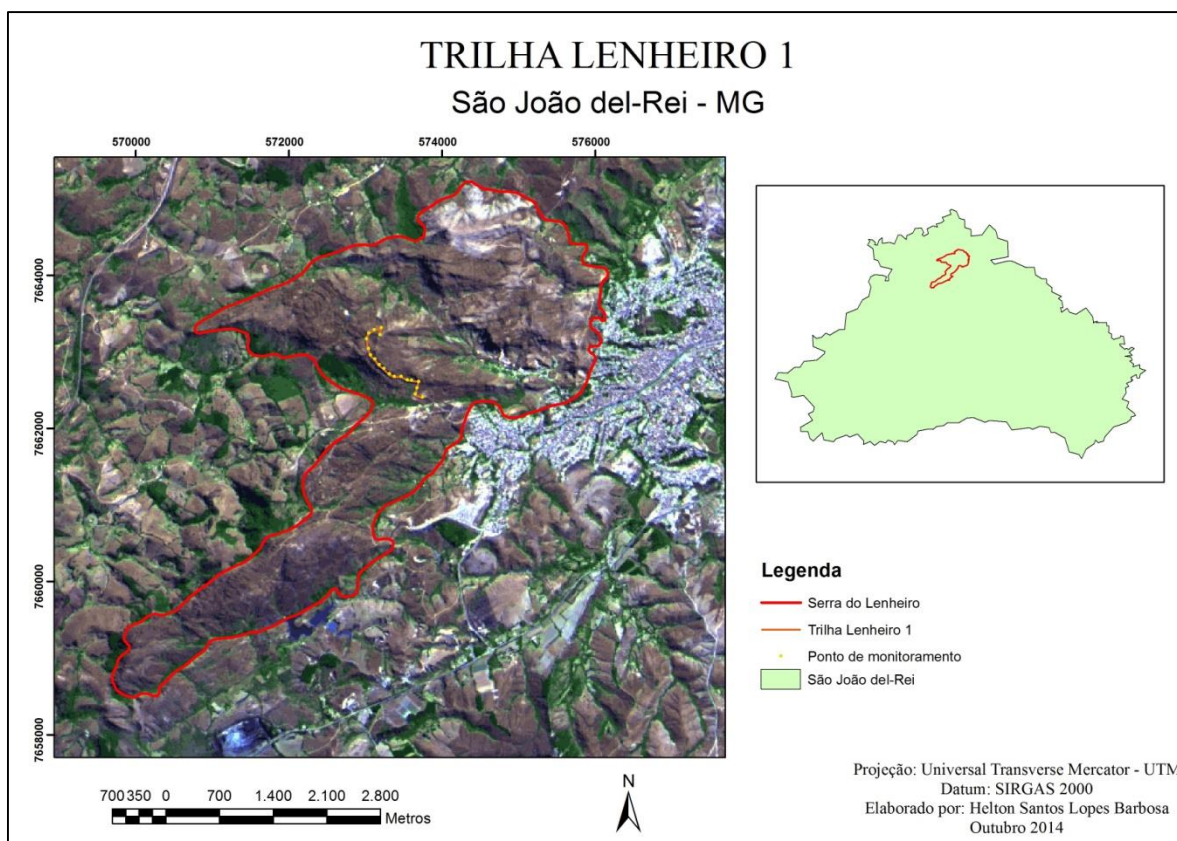 TRILHA LENHEIRO 1
São João del-Rei - MG
570000 572000 574000 576000
7664000
7662000
7660000
7658000
Legenda
Serra do Lenheiro
Trilha Lenheiro 1
Ponto de monitoramento
São João del-Rei
700 350 0 700 1.400 2.100 2.800
Metros
N
Projeção: Universal Transverse Mercator - UTM
Datum: SIRGAS 2000
Elaborado por: Helton Santos Lopes Barbosa
Outubro 2014